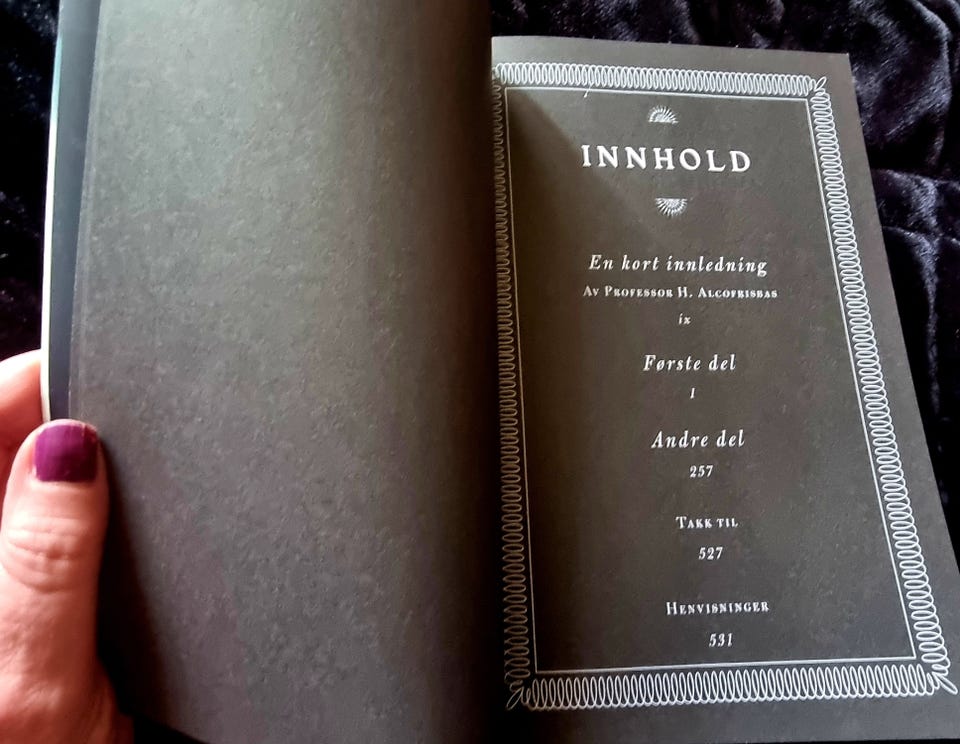 INNHOLD
En kort innledning
Av Professor H. Alcofrisbas
ix
Første del
1
Andre del
257
Takk til
527
Henvisninger
531